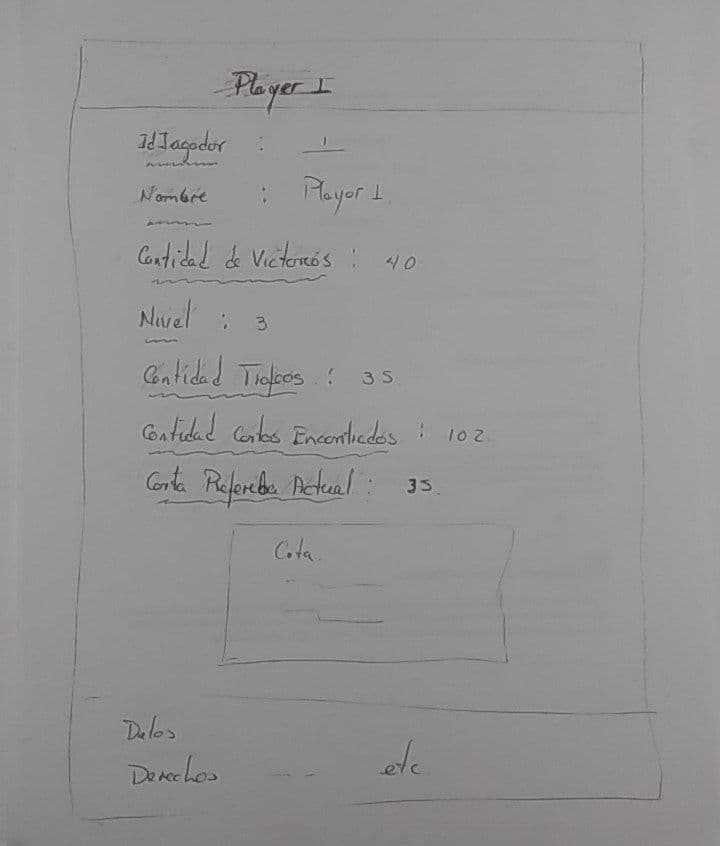 Player 1
IdJugador : 1
Nombre : Player 1
Cantidad de Victorias : 40
Nivel : 3
Cantidad Trofeos : 35
Cantidad Cartas Encontradas : 102
Carta Preferida Actual : 35.
Carta
Datos
Derechos -- -- etc